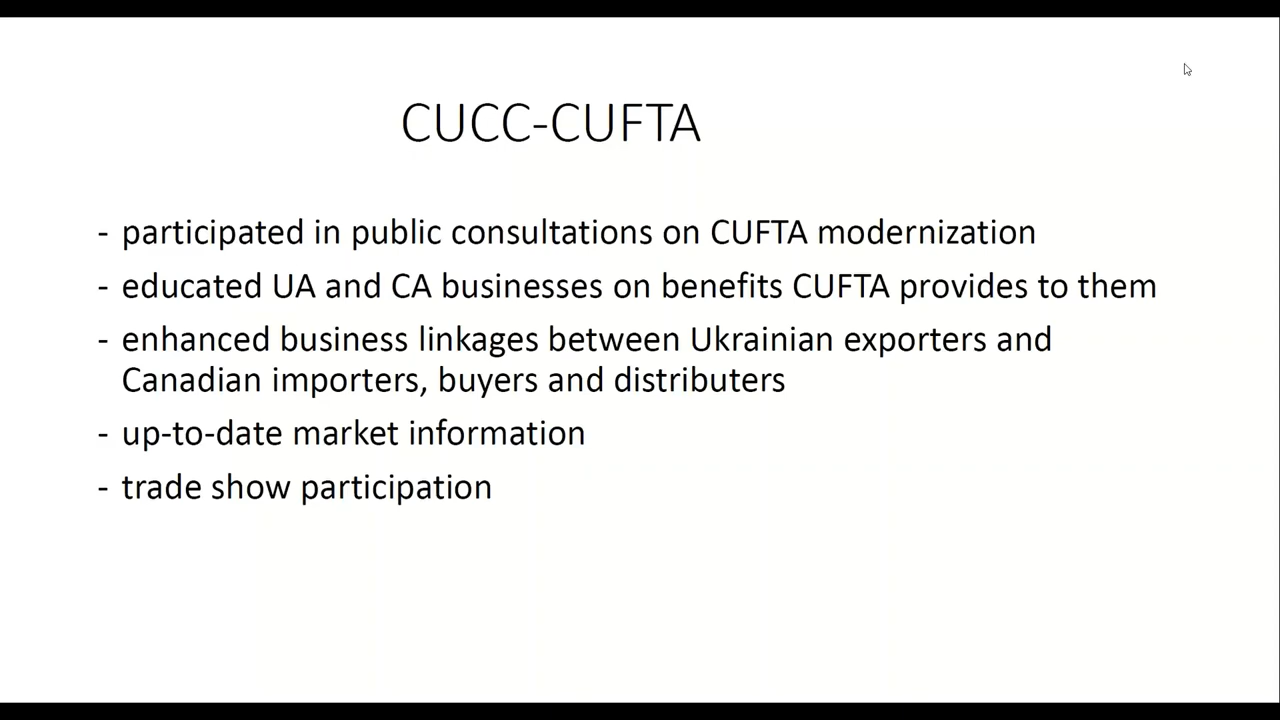 CUCC-CUFTA
- participated in public consultations on CUFTA modernization
- educated UA and CA businesses on benefits CUFTA provides to them
- enhanced business linkages between Ukrainian exporters and
Canadian importers, buyers and distributers
- up-to-date market information
- trade show participation